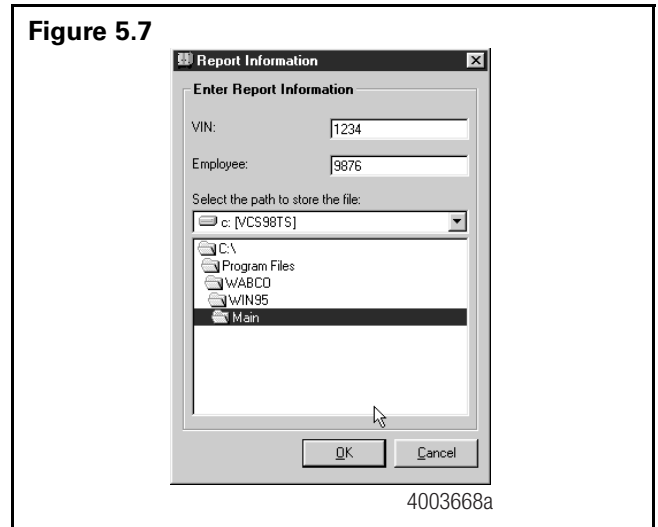 Figure 5.7
Report Information
Enter Report Information
VIN: 1234
Employee: 9876
Select the path to store the file:
c: [VCS98TS]
C:\
Program Files
WABCO
WIN95
Main
OK Cancel
4003668a